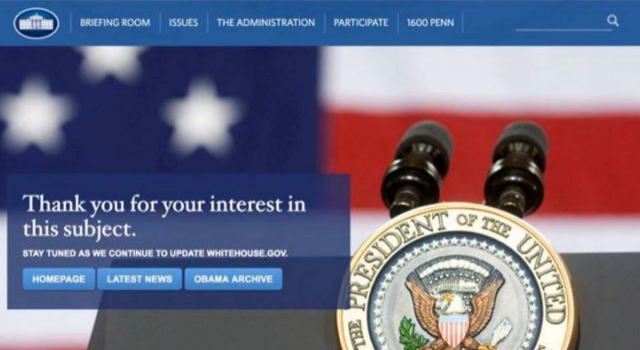 BRIEFING ROOM ISSUES THE ADMINISTRATION PARTICIPATE 1600 PENN
Thank you for your interest in
this subject.
STAY TUNED AS WE CONTINUE TO UPDATE WHITEHOUSE.GOV.
HOMEPAGE LATEST NEWS OBAMA ARCHIVE
THE PRESIDENT OF THE UNITED